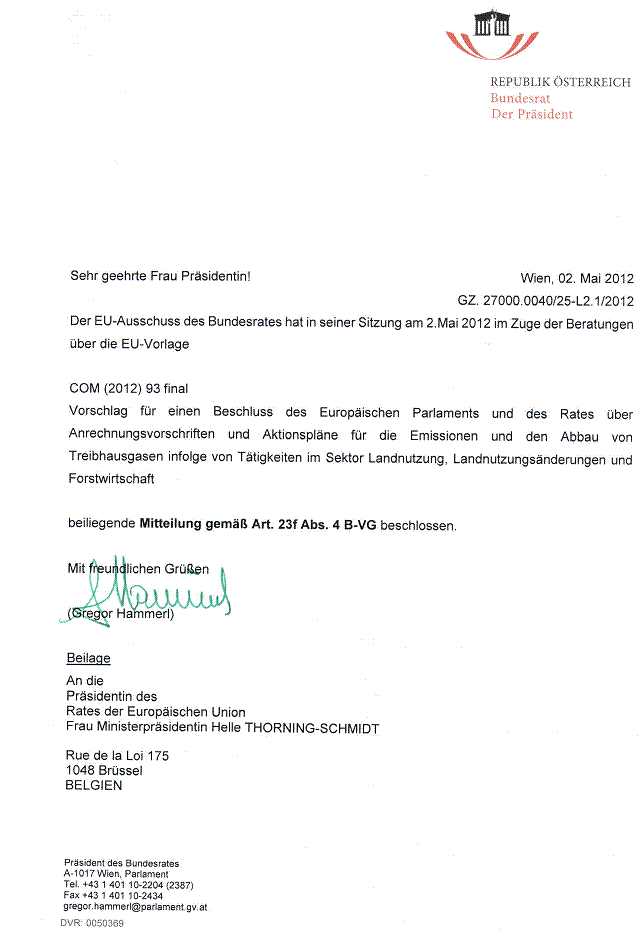 REPUBLIK ÖSTERREICH
Bundesrat
Der Präsident
Sehr geehrte Frau Präsidentin!
Wien, 02. Mai 2012
GZ. 27000.0040/25-L2.1/2012
Der EU-Ausschuss des Bundesrates hat in seiner Sitzung am 2.Mai 2012 im Zuge der Beratungen
über die EU-Vorlage
COM (2012) 93 final
Vorschlag für einen Beschluss des Europäischen Parlaments und des Rates über
Anrechnungsvorschriften und Aktionspläne für die Emissionen und den Abbau von
Treibhausgasen infolge von Tätigkeiten im Sektor Landnutzung, Landnutzungsänderungen und
Forstwirtschaft
beiliegende Mitteilung gemäß Art. 23f Abs. 4 B-VG beschlossen.
Mit freundlichen Grüßen
(Gregor Hammerl)
Beilage
An die
Präsidentin des
Rates der Europäischen Union
Frau Ministerpräsidentin Helle THORNING-SCHMIDT
Rue de la Loi 175
1048 Brüssel
BELGIEN
Präsident des Bundesrates
A-1017 Wien, Parlament
Tel. +43 1 401 10-2204 (2387)
Fax +43 1 401 10-2434
gregor.hammerl@parlament.gv.at
DVR: 0050369